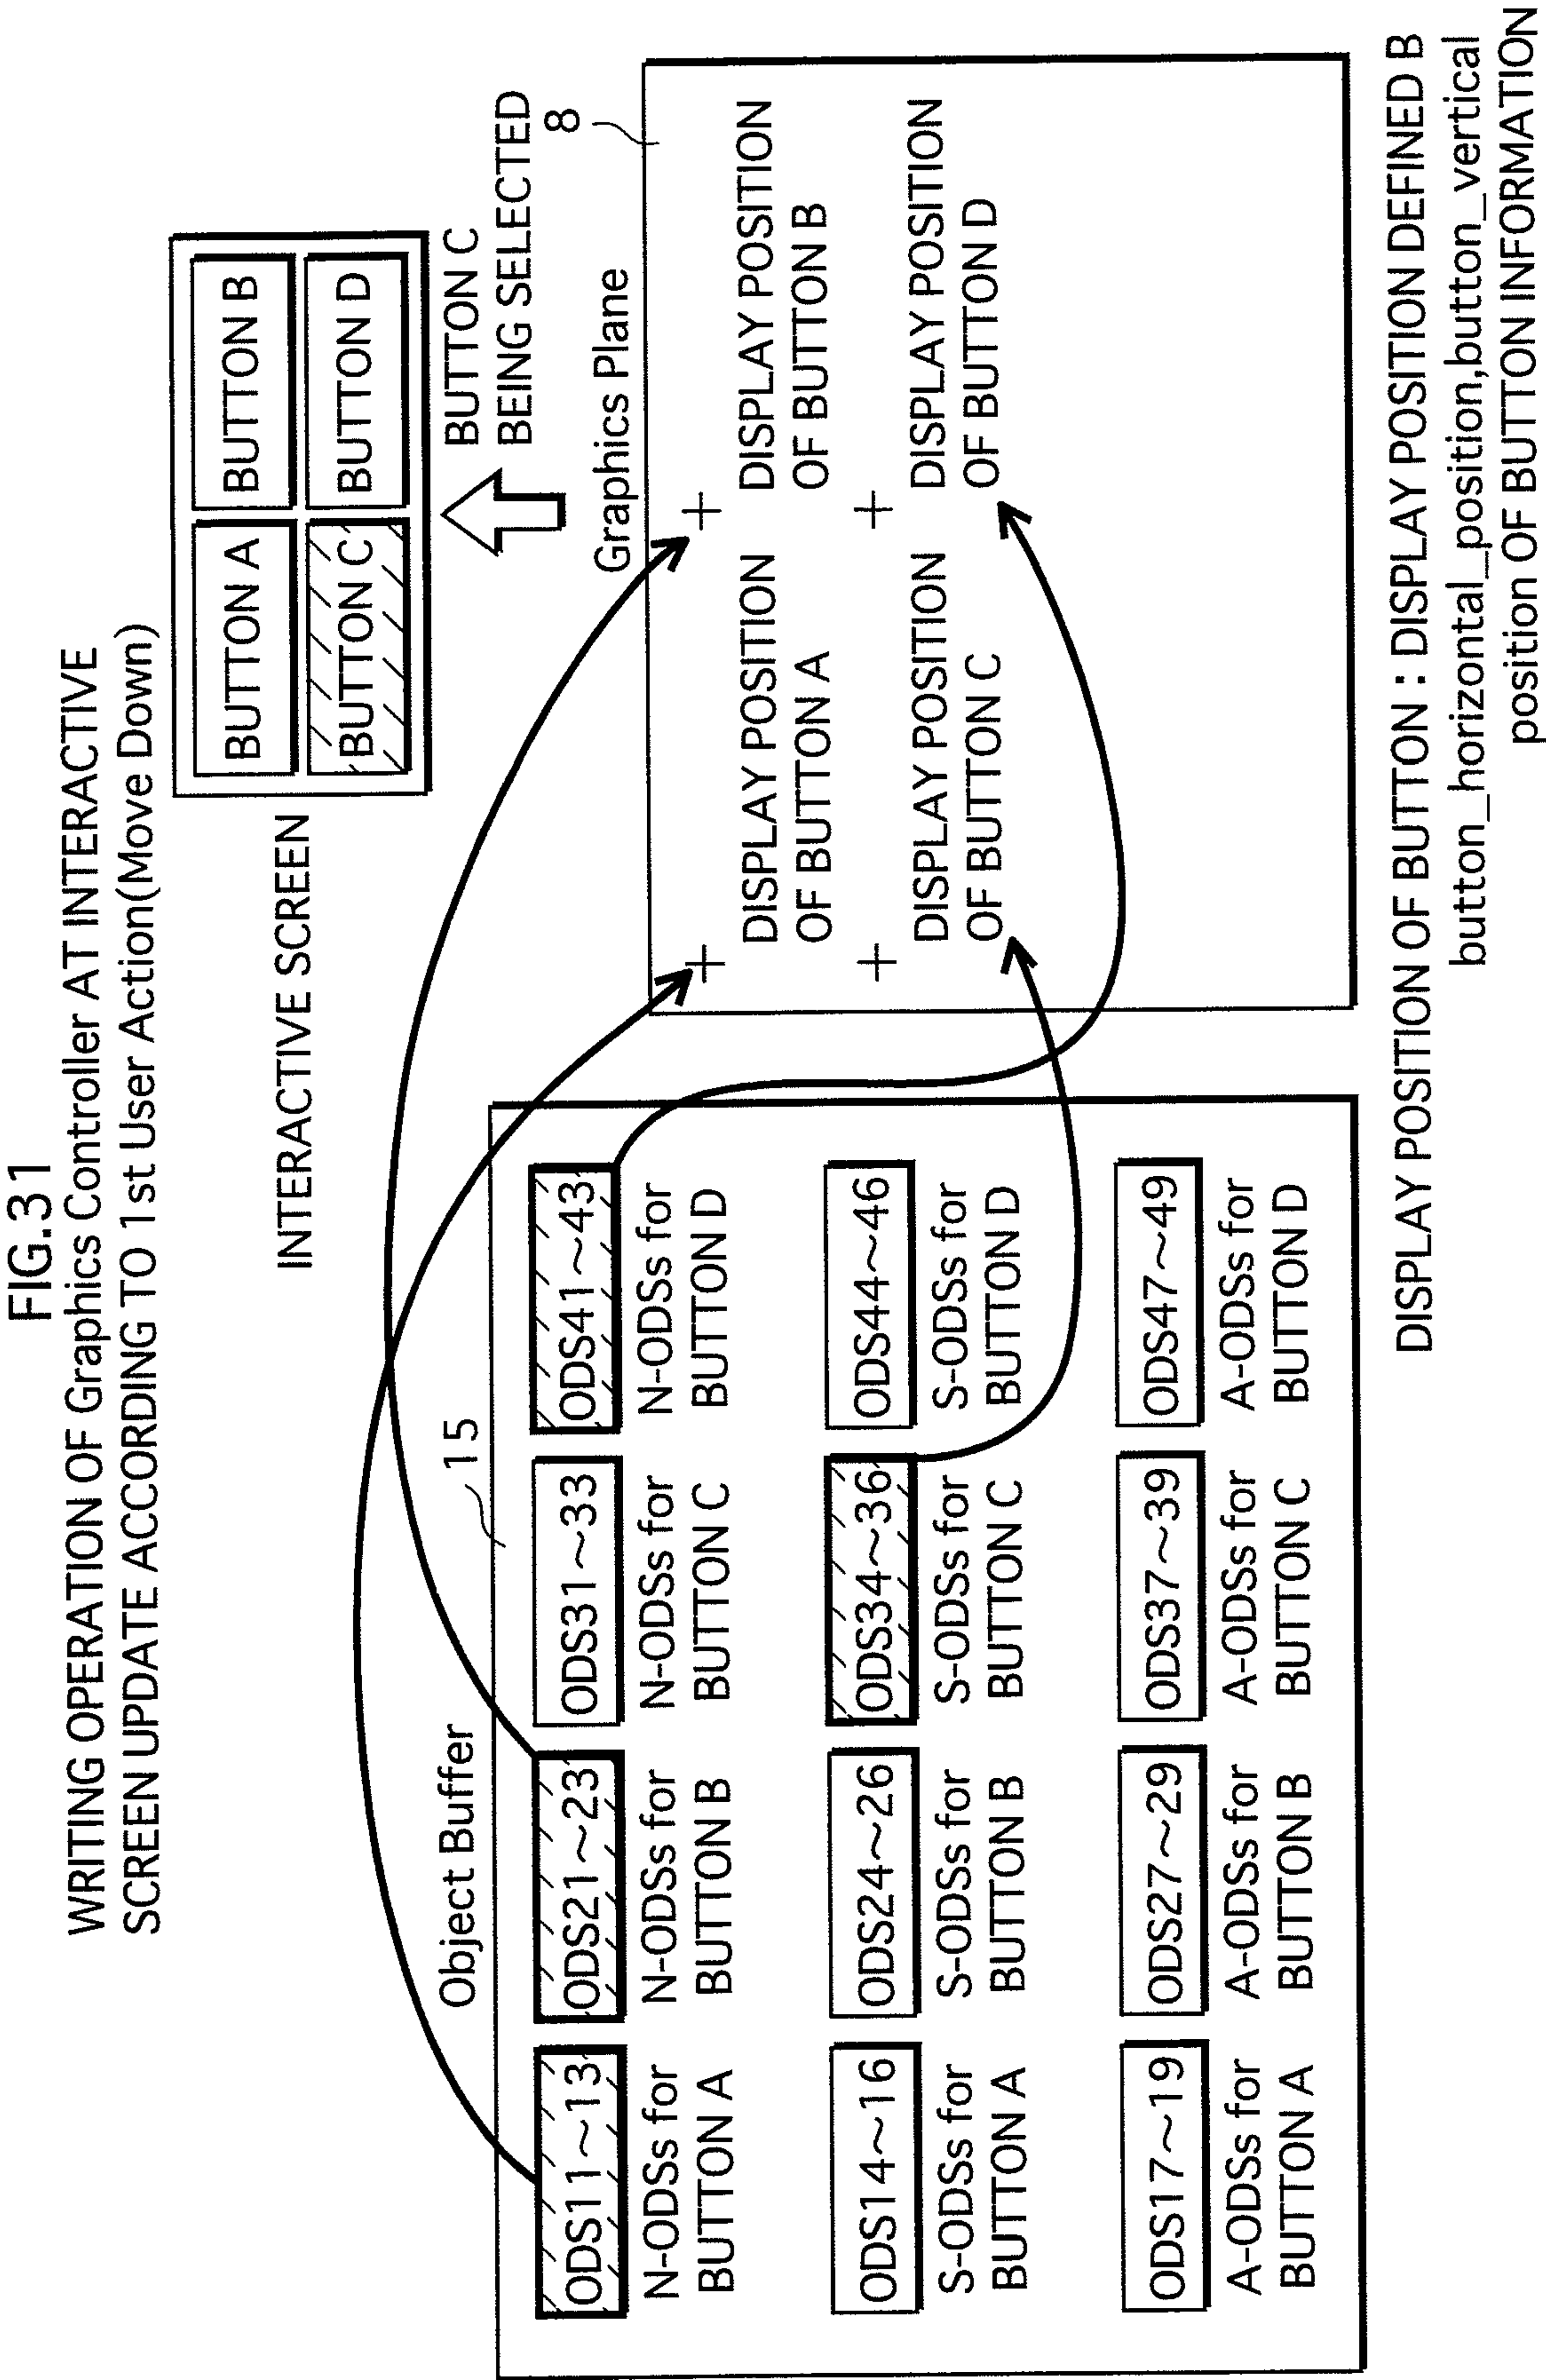 FIG.31
WRITING OPERATION OF Graphics Controller AT INTERACTIVE
SCREEN UPDATE ACCORDING TO 1st User Action(Move Down)
INTERACTIVE SCREEN
BUTTON A
BUTTON B
BUTTON C
BUTTON D
BUTTON C
BEING SELECTED
Object Buffer
15
ODS11~13
N-ODSs for
BUTTON A
ODS21~23
N-ODSs for
BUTTON B
ODS31~33
N-ODSs for
BUTTON C
ODS41~43
N-ODSs for
BUTTON D
ODS14~16
S-ODSs for
BUTTON A
ODS24~26
S-ODSs for
BUTTON B
ODS34~36
S-ODSs for
BUTTON C
ODS44~46
S-ODSs for
BUTTON D
ODS17~19
A-ODSs for
BUTTON A
ODS27~29
A-ODSs for
BUTTON B
ODS37~39
A-ODSs for
BUTTON C
ODS47~49
A-ODSs for
BUTTON D
Graphics Plane
8
DISPLAY POSITION
OF BUTTON A
DISPLAY POSITION
OF BUTTON B
DISPLAY POSITION
OF BUTTON C
DISPLAY POSITION
OF BUTTON D
DISPLAY POSITION OF BUTTON : DISPLAY POSITION DEFINED B
button_horizontal_position,button_vertical
position OF BUTTON INFORMATION